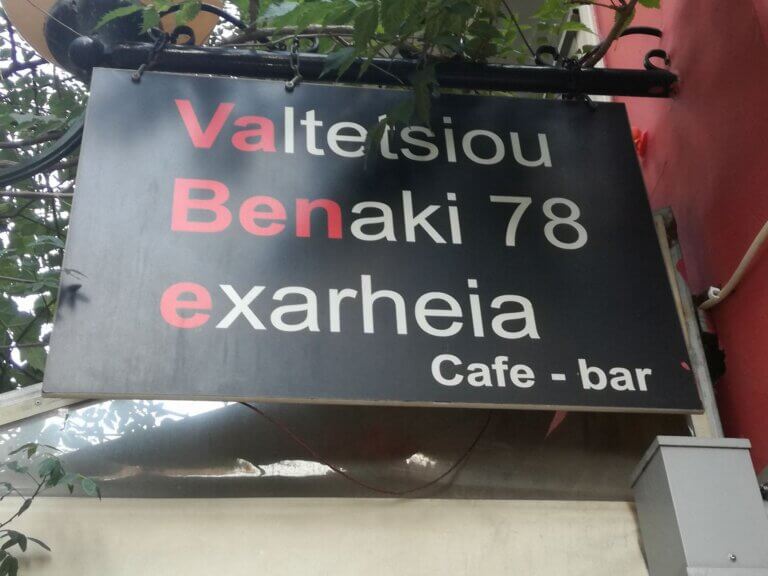 Valtetsiou
Benaki 78
exarheia
Cafe - bar